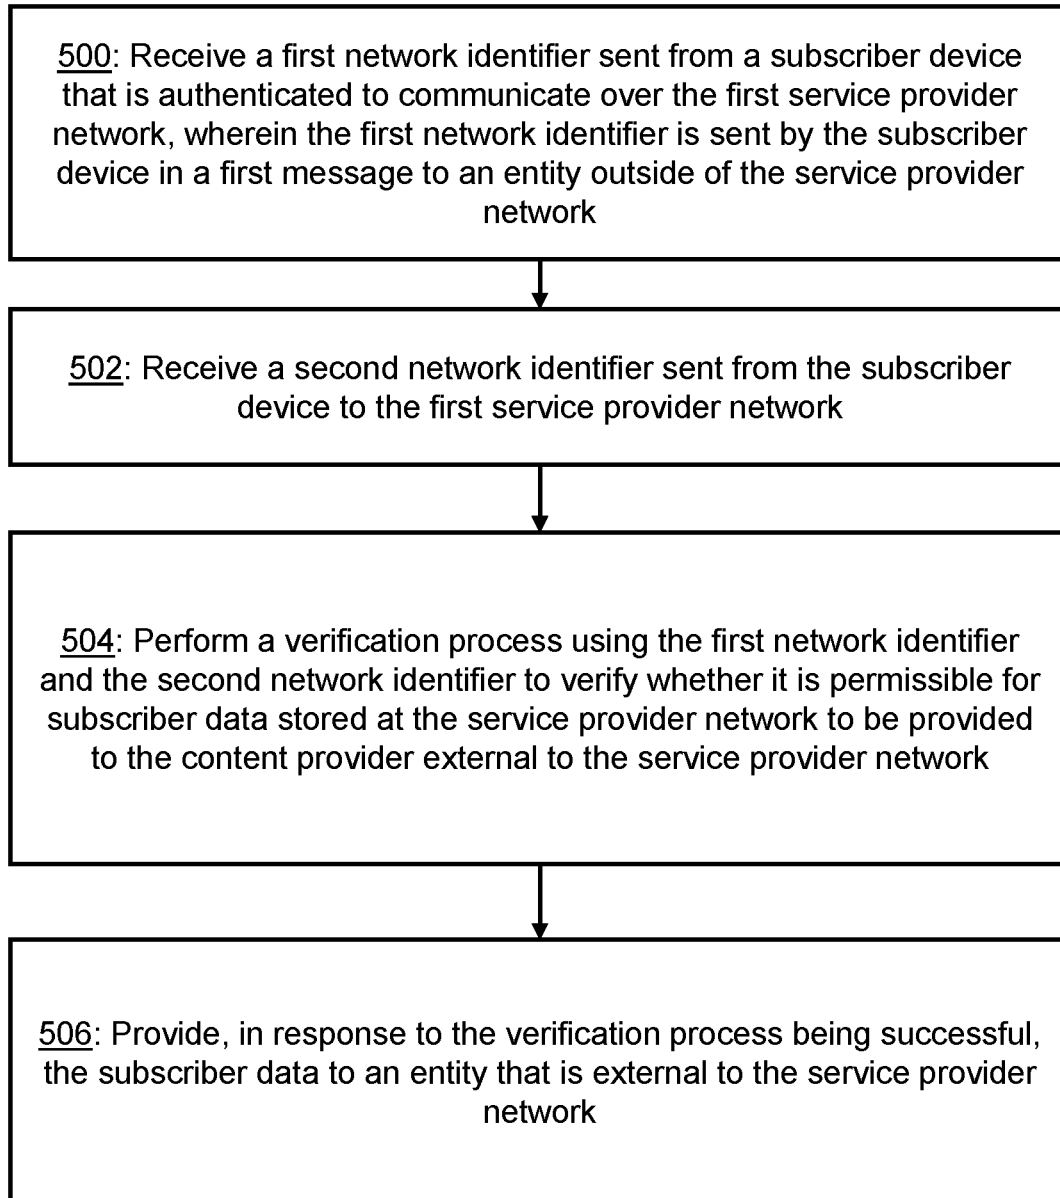 500: Receive a first network identifier sent from a subscriber device
that is authenticated to communicate over the first service provider
network, wherein the first network identifier is sent by the subscriber
device in a first message to an entity outside of the service provider
network
502: Receive a second network identifier sent from the subscriber
device to the first service provider network
504: Perform a verification process using the first network identifier
and the second network identifier to verify whether it is permissible for
subscriber data stored at the service provider network to be provided
to the content provider external to the service provider network
506: Provide, in response to the verification process being successful,
the subscriber data to an entity that is external to the service provider
network